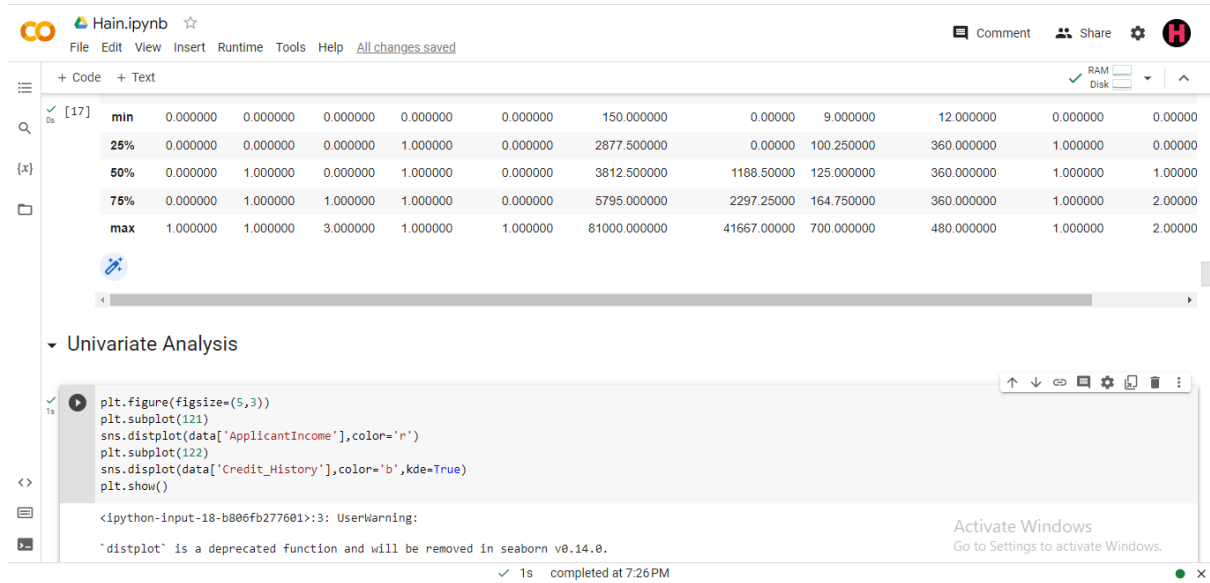 Hain.ipynb
Comment Share H
File Edit View Insert Runtime Tools Help All changes saved
+ Code + Text
RAM
Disk
[17]
0s
min 0.000000 0.000000 0.000000 0.000000 0.000000 150.000000 0.00000 9.000000 12.000000 0.000000 0.00000
25% 0.000000 0.000000 0.000000 1.000000 0.000000 2877.500000 0.00000 100.250000 360.000000 1.000000 0.00000
50% 0.000000 1.000000 0.000000 1.000000 0.000000 3812.500000 1188.50000 125.000000 360.000000 1.000000 1.00000
75% 0.000000 1.000000 1.000000 1.000000 0.000000 5795.000000 2297.25000 164.750000 360.000000 1.000000 2.00000
max 1.000000 1.000000 3.000000 1.000000 1.000000 81000.000000 41667.00000 700.000000 480.000000 1.000000 2.00000
{x}
Univariate Analysis
1s
plt.figure(figsize=(5,3))
plt.subplot(121)
sns.distplot(data['ApplicantIncome'],color='r')
plt.subplot(122)
sns.displot(data['Credit_History'],color='b',kde=True)
plt.show()
<ipython-input-18-b806fb277601>:3: UserWarning:
`distplot` is a deprecated function and will be removed in seaborn v0.14.0.
Activate Windows
Go to Settings to activate Windows.
1s completed at 7:26 PM